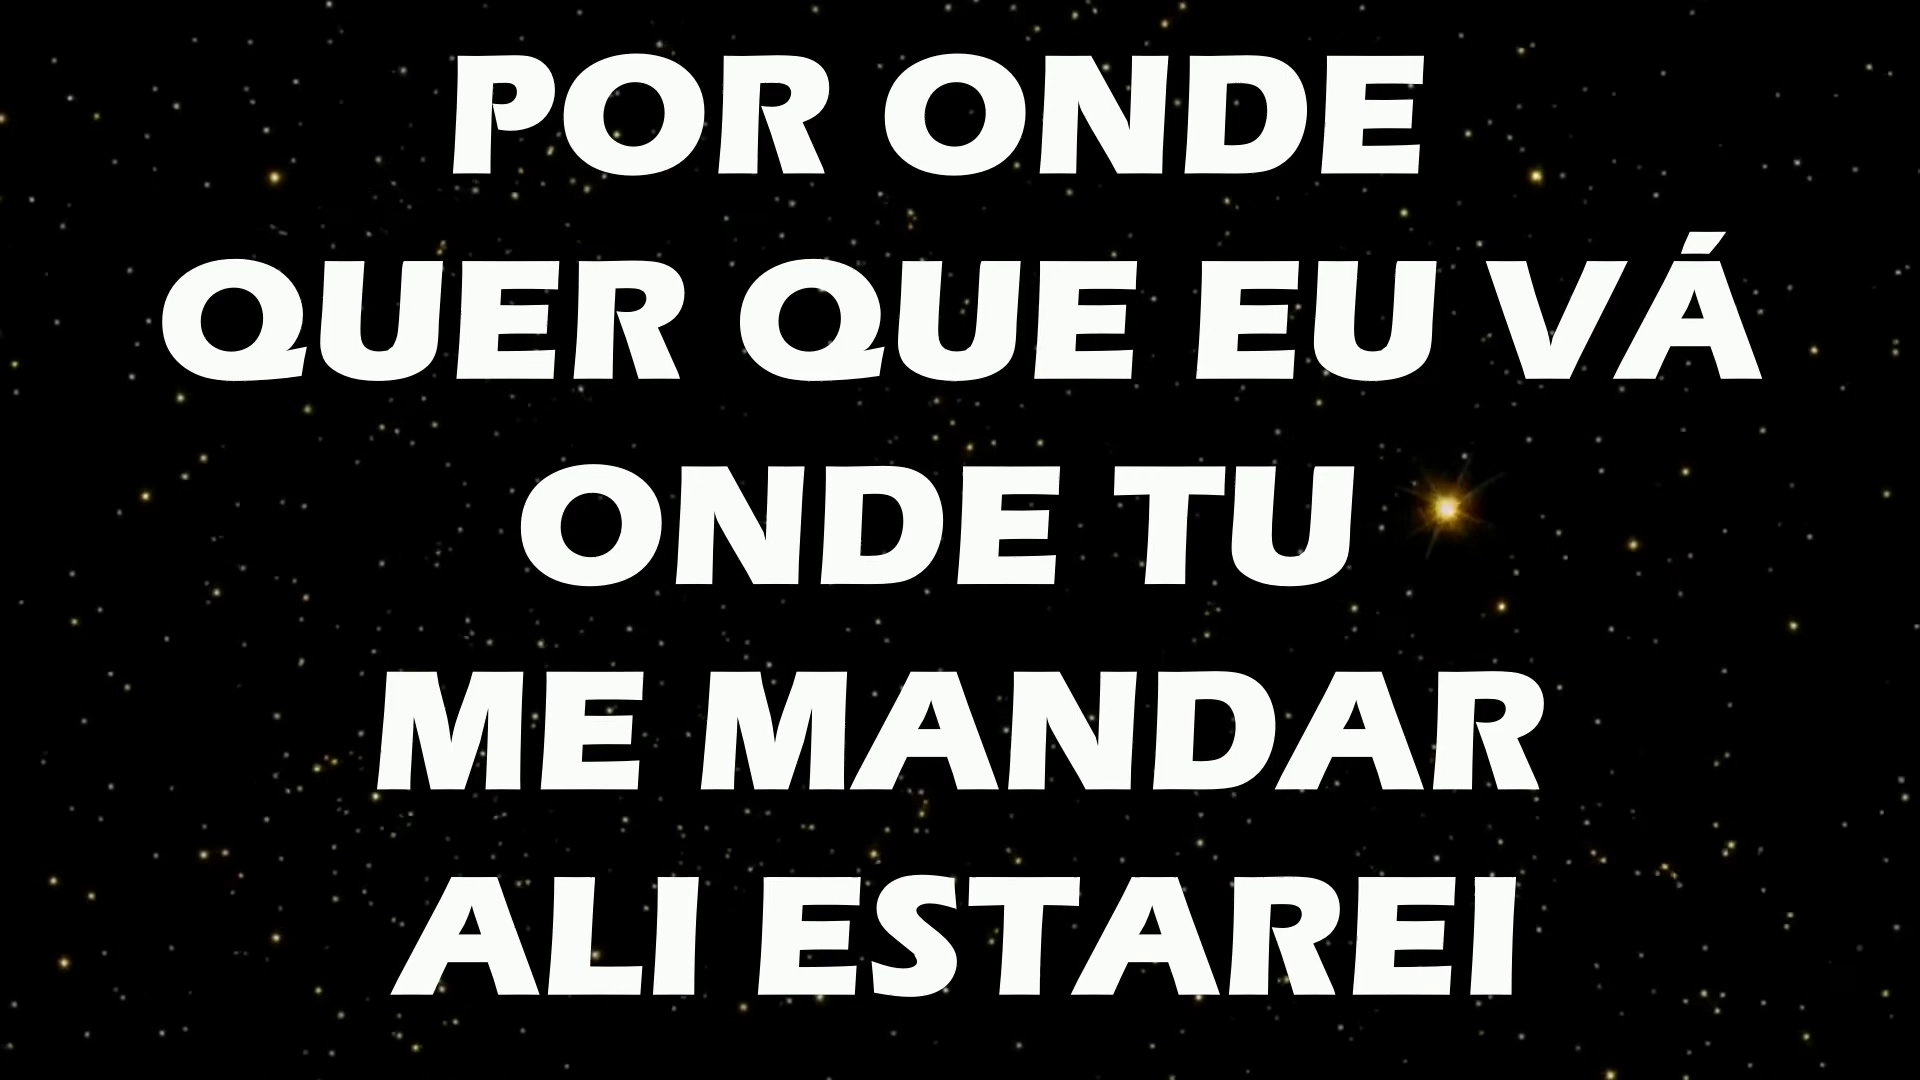 POR ONDE
QUER QUE EU VÁ
ONDE TU
ME MANDAR
ALI ESTAREI